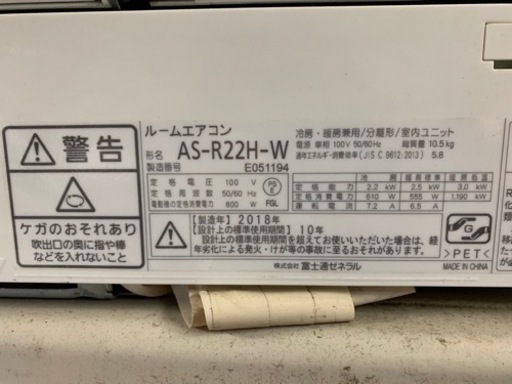 警告
ケガのおそれあり
吹出口の奥に指や棒
などを入れないこと
ルームエアコン
形名 AS-R22H-W
製造番号 E051194
冷房・暖房兼用/分離形/室内ユニット
電源 単相100V 50/60Hz 総質量 10.5kg
通年エネルギー消費効率(JIS C 9612:2013) 5.8
定格電圧 100 V
定格周波数 50/60 Hz
電動機の定格消費電力 800 W
PSE
FGL
定格能力 2.2 kW 2.5 kW 3.0 kW
定格消費電力 610 W 555 W 1,190 kW
運転電流 7.2 A 6.5 A
【製造年】2018年
【設計上の標準使用期間】10年
設計上の標準使用期間を超えてお使いいただいた場合は、経
年劣化による発火・けが等の事故に至るおそれがあります。
株式会社 富士通ゼネラル
G
>PET<
MADE IN CHINA